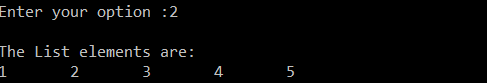 Enter your option :2
The List elements are:
1 2 3 4 5